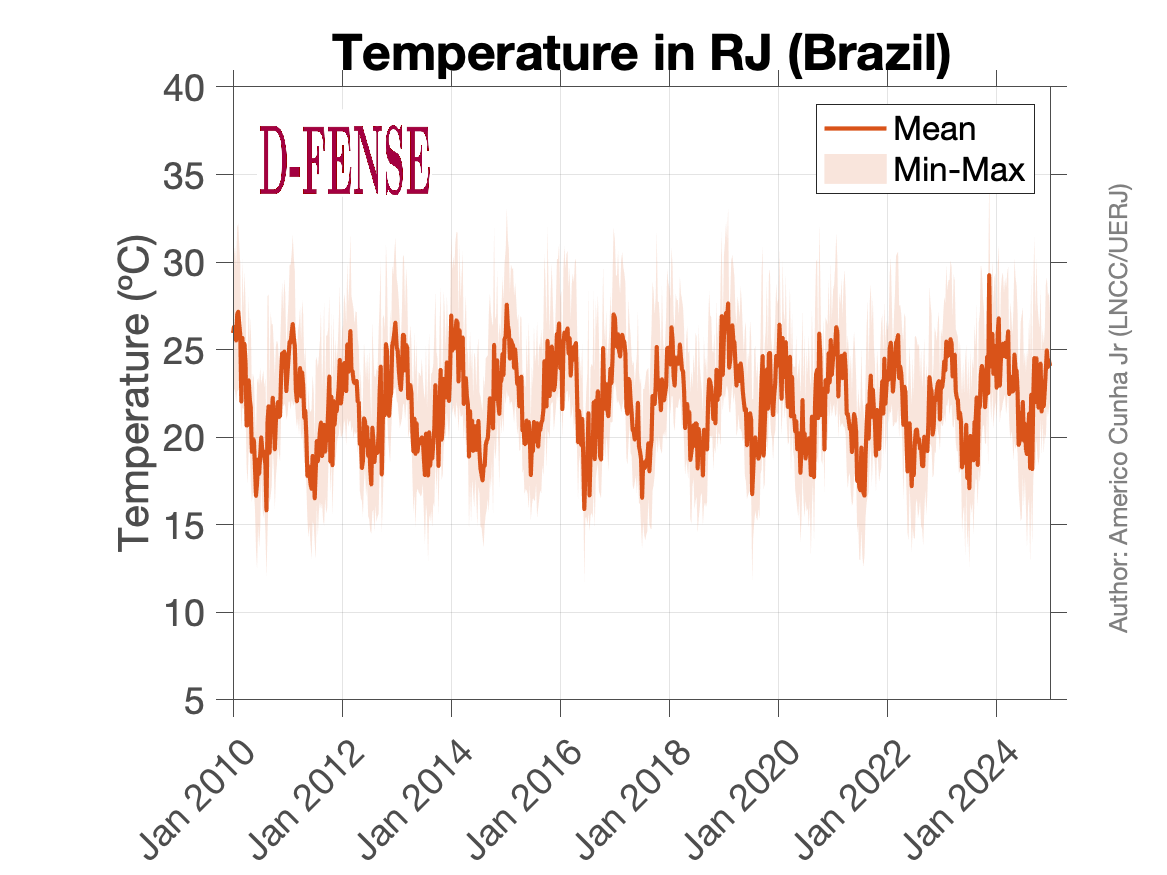 Temperature in RJ (Brazil)
D-FENSE
Mean
Min-Max
Temperature (ºC)
40
35
30
25
20
15
10
5
Jan 2010
Jan 2012
Jan 2014
Jan 2016
Jan 2018
Jan 2020
Jan 2022
Jan 2024
Author: Americo Cunha Jr (LNCC/UERJ)